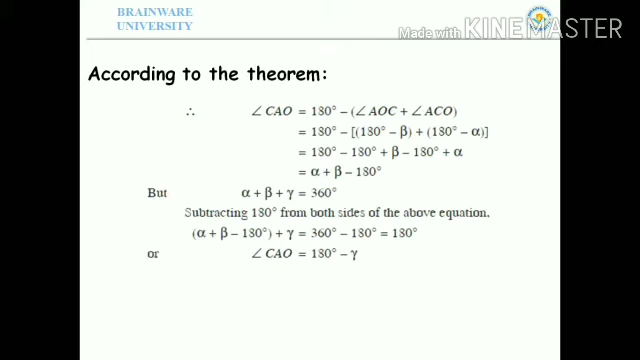 BRAINWARE
UNIVERSITY
Made with KINEMASTER
According to the theorem:
∴ ∠ CAO = 180° – (∠ AOC + ∠ ACO)
= 180° – [(180° – β) + (180° – α)]
= 180° – 180° + β – 180° + α
= α + β – 180°
But α + β + γ = 360°
Subtracting 180° from both sides of the above equation,
(α + β – 180°) + γ = 360° – 180° = 180°
or ∠ CAO = 180° – γ